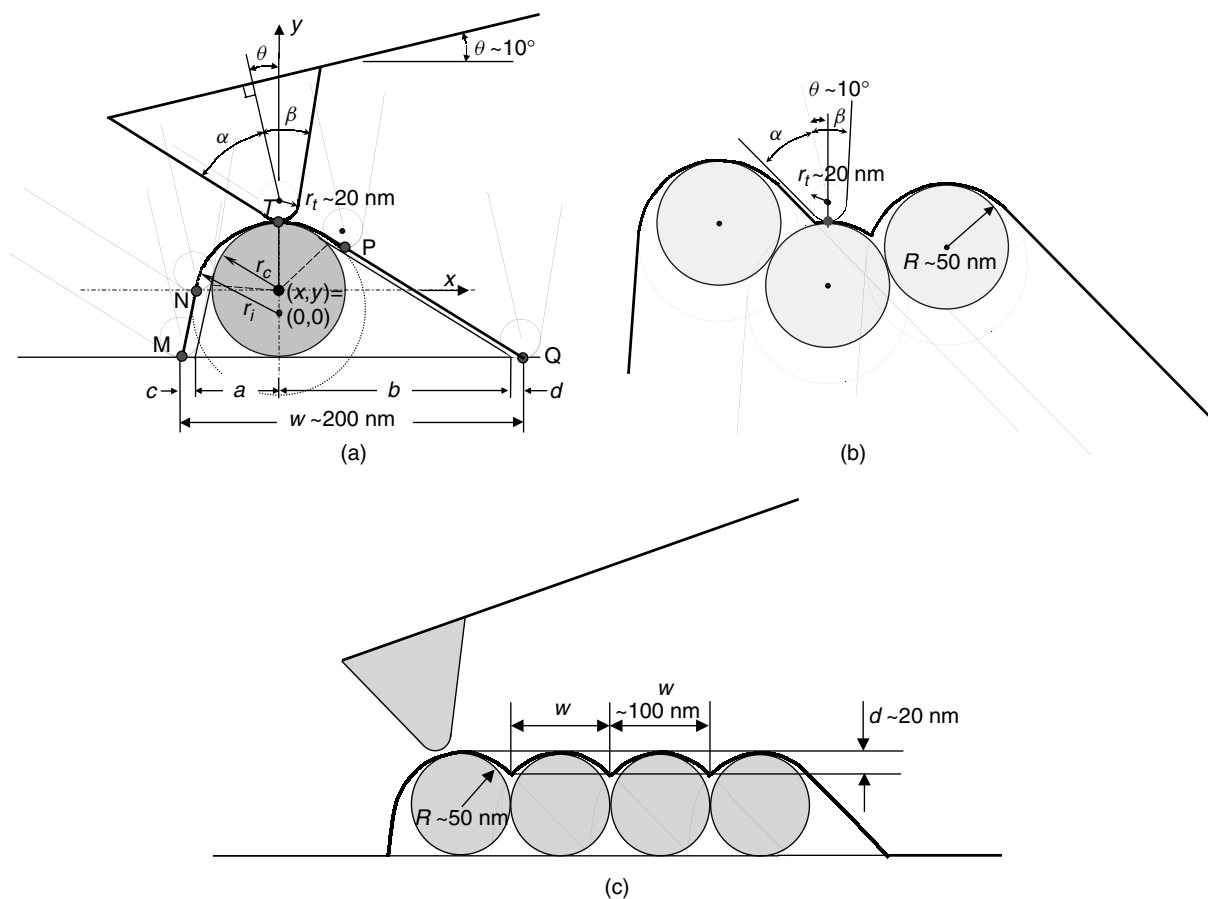 y
θ
θ ~10°
α
β
T
r_t ~20 nm
P
r_c
x
N
(x,y)=
(0,0)
r_i
M
Q
c
a
b
d
w ~200 nm
(a)
θ ~10°
α
β
r_t ~20 nm
R ~50 nm
(b)
w
w
~100 nm
d ~20 nm
R ~50 nm
(c)